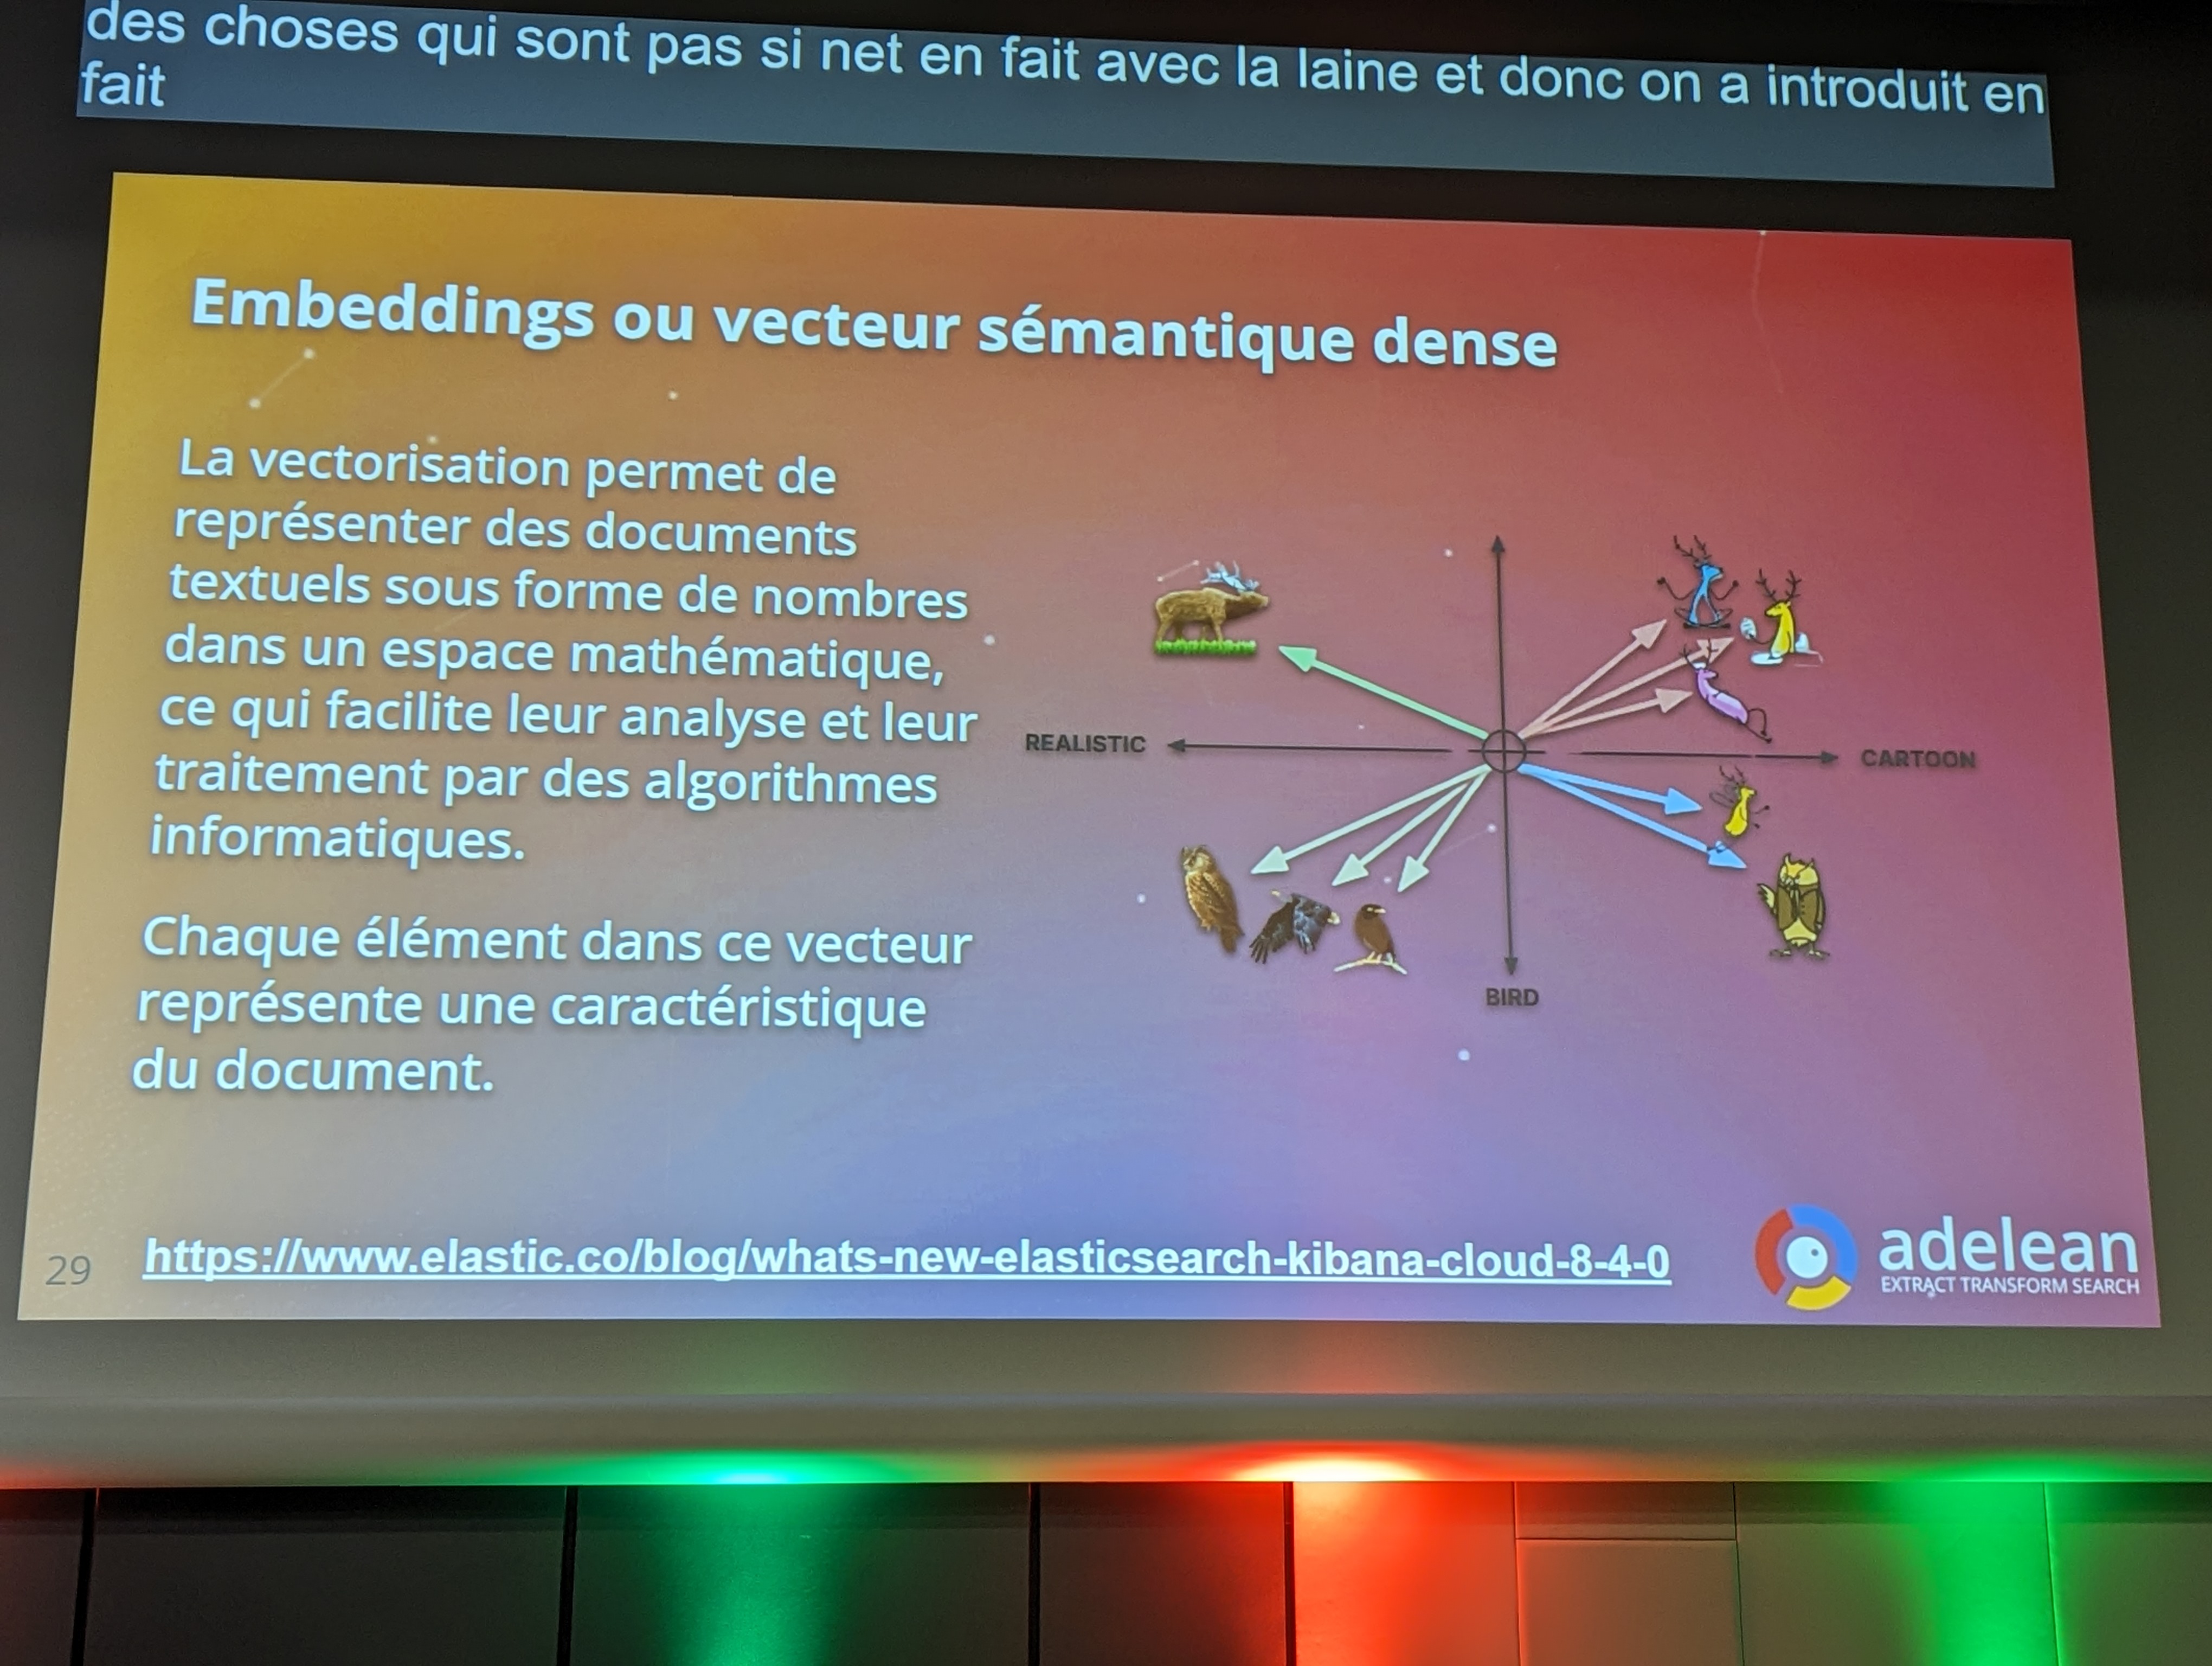 des choses qui sont pas si net en fait avec la laine et donc on a introduit en
fait
Embeddings ou vecteur sémantique dense
La vectorisation permet de
représenter des documents
textuels sous forme de nombres
dans un espace mathématique,
ce qui facilite leur analyse et leur
traitement par des algorithmes
informatiques.
Chaque élément dans ce vecteur
représente une caractéristique
du document.
REALISTIC
CARTOON
BIRD
29
https://www.elastic.co/blog/whats-new-elasticsearch-kibana-cloud-8-4-0
adelean
EXTRACT TRANSFORM SEARCH